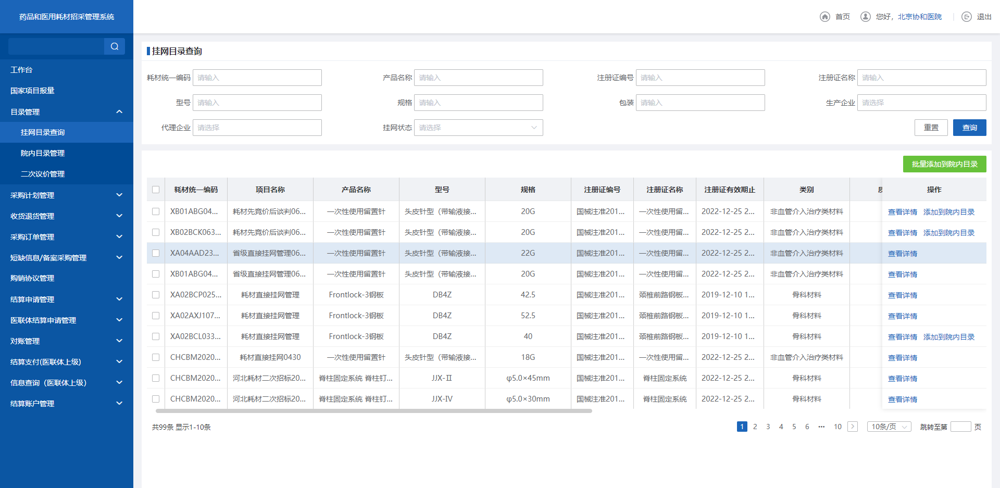 药品和医用耗材招采管理系统
首页 您好，北京协和医院 退出
工作台
国家项目报量
目录管理
挂网目录查询
院内目录管理
二次议价管理
采购计划管理
收货退货管理
采购订单管理
短缺信息/备案采购管理
购销协议管理
结算申请管理
医联体结算申请管理
对账管理
结算支付(医联体上级)
信息查询（医联体上级）
结算账户管理
挂网目录查询
耗材统一编码 请输入 产品名称 请输入 注册证编号 请输入 注册证名称 请输入
型号 请输入 规格 请输入 包装 请输入 生产企业 请选择
代理企业 请选择 挂网状态 请选择 重置 查询
批量添加到院内目录
耗材统一编码 项目名称 产品名称 型号 规格 注册证编号 注册证名称 注册证有效期止 类别 操作
XB01ABG04... 耗材先竞价后谈判06... 一次性使用留置针 头皮针型（带输液接... 20G 国械注准201... 一次性使用留... 2022-12-25 2... 非血管介入治疗类材料 查看详情 添加到院内目录
XB02BCK063... 耗材先竞价后谈判06... 一次性使用留置针 头皮针型（带输液接... 20G 国械注准201... 一次性使用留... 2022-12-25 2... 非血管介入治疗类材料 查看详情 添加到院内目录
XA04AAD23... 省级直接挂网管理06... 一次性使用留置针 头皮针型（带输液接... 22G 国械注准201... 一次性使用留... 2022-12-25 2... 非血管介入治疗类材料 查看详情
XB01ABG04... 省级直接挂网管理06... 一次性使用留置针 头皮针型（带输液接... 20G 国械注准201... 一次性使用留... 2022-12-25 2... 非血管介入治疗类材料 查看详情
XA02BCP025... 耗材直接挂网管理 Frontlock-3钢板 DB4Z 42.5 国械注准201... 颈椎前路钢板... 2019-12-10 1... 骨科材料 查看详情
XA02AXJ107... 耗材直接挂网管理 Frontlock-3钢板 DB4Z 52.5 国械注准201... 颈椎前路钢板... 2019-12-10 1... 骨科材料 查看详情
XA02BCL033... 耗材直接挂网管理 Frontlock-3钢板 DB4Z 40 国械注准201... 颈椎前路钢板... 2019-12-10 1... 骨科材料 查看详情 添加到院内目录
CHCBM2020... 耗材直接挂网0430 一次性使用留置针 头皮针型（带输液接... 18G 国械注准201... 一次性使用留... 2022-12-25 2... 非血管介入治疗类材料 查看详情
CHCBM2020... 河北耗材二次招标20... 脊柱固定系统 脊柱钉... JJX-Ⅱ φ5.0×45mm 国械注准201... 脊柱固定系统 2022-12-25 2... 骨科材料 查看详情
CHCBM2020... 河北耗材二次招标20... 脊柱固定系统 脊柱钉... JJX-IV φ5.0×30mm 国械注准201... 脊柱固定系统 2022-12-25 2... 骨科材料 查看详情
共99条 显示1-10条 1 2 3 4 5 6 ··· 10 10条/页 跳转至第 页